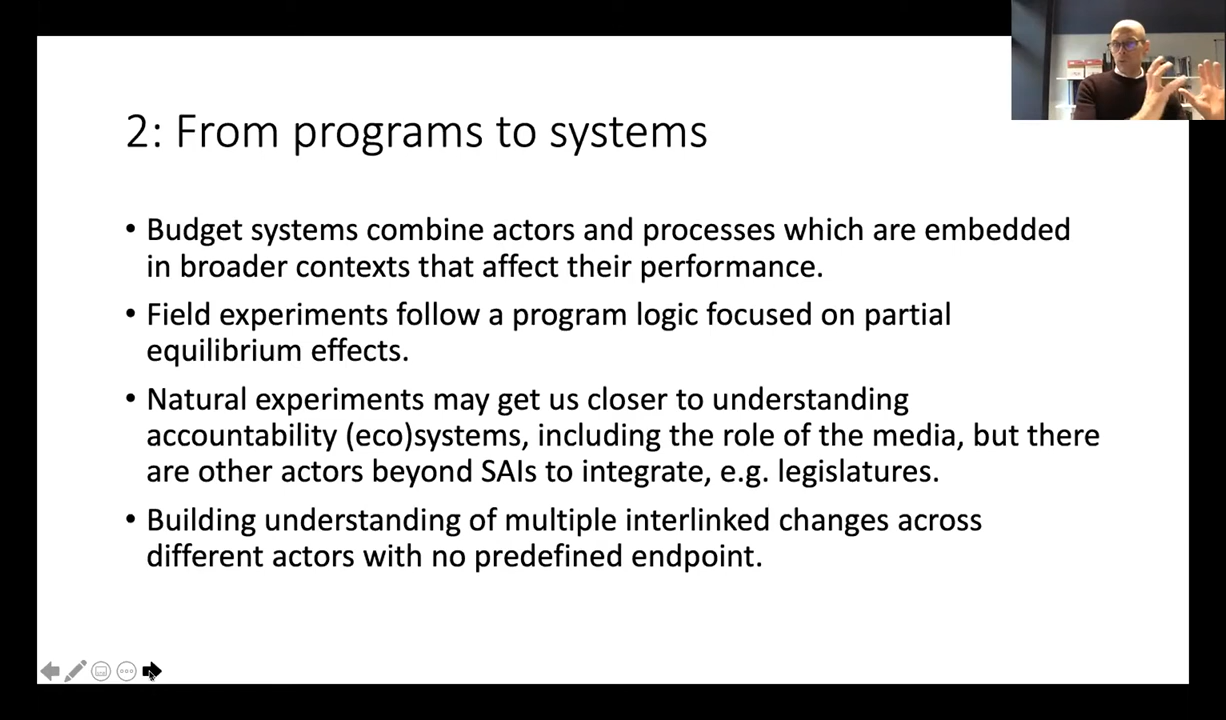 2: From programs to systems
• Budget systems combine actors and processes which are embedded
in broader contexts that affect their performance.
• Field experiments follow a program logic focused on partial
equilibrium effects.
• Natural experiments may get us closer to understanding
accountability (eco)systems, including the role of the media, but there
are other actors beyond SAIs to integrate, e.g. legislatures.
• Building understanding of multiple interlinked changes across
different actors with no predefined endpoint.